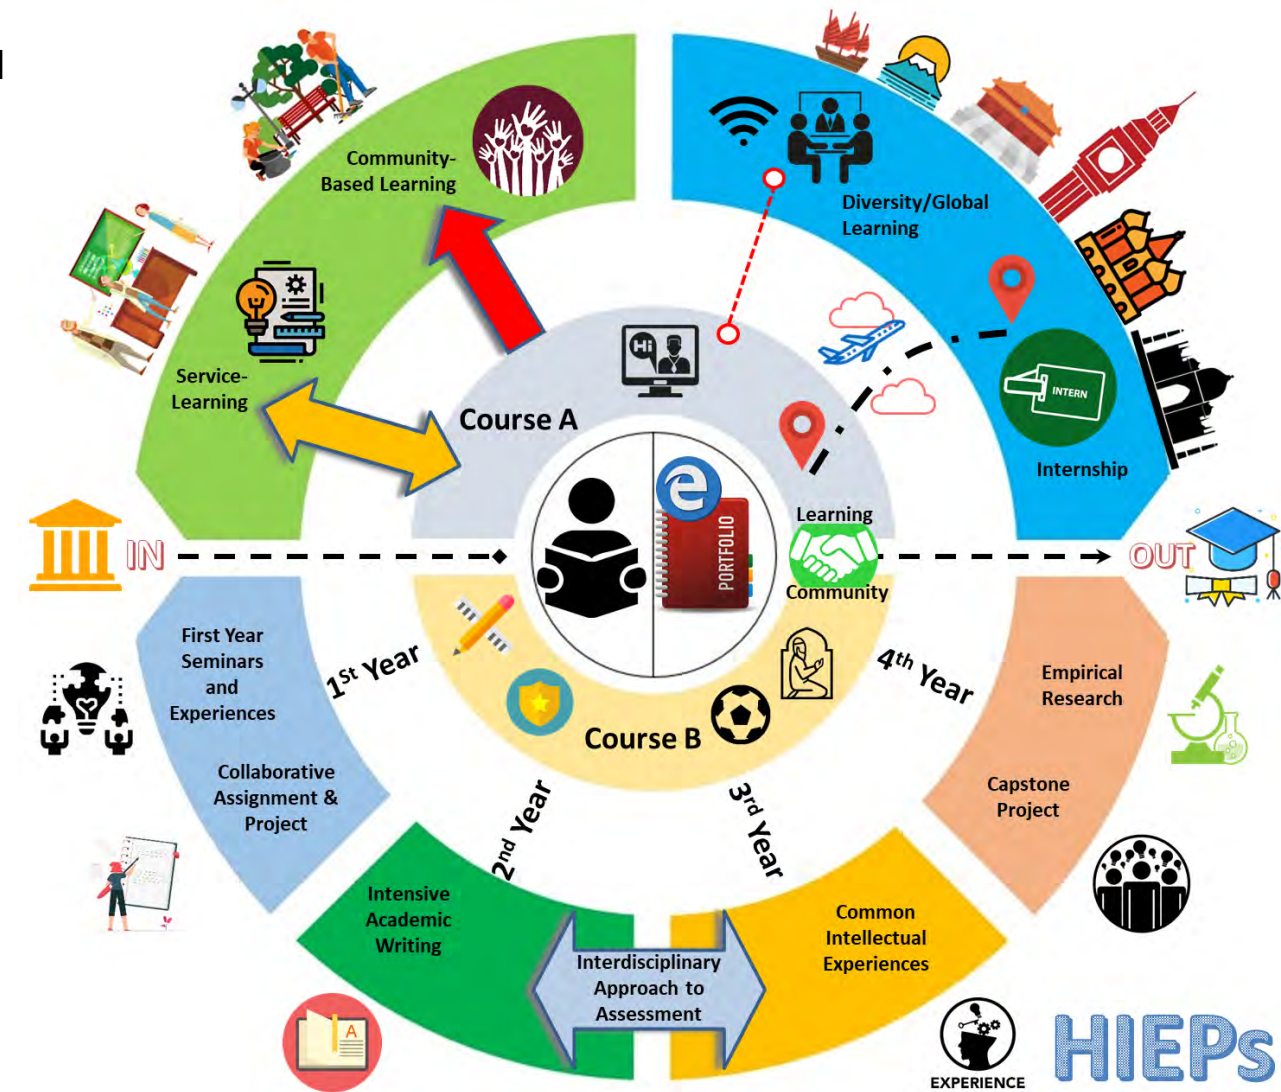 Community-
Based Learning
Diversity/Global
Learning
Service-
Learning
Hi
Course A
INTERN
Internship
PORTFOLIO
Learning
Community
IN
OUT
First Year
Seminars
and
Experiences
Collaborative
Assignment &
Project
1St Year
2nd Year
3rd Year
4th Year
Course B
Empirical
Research
Capstone
Project
Intensive
Academic
Writing
Interdisciplinary
Approach to
Assessment
Common
Intellectual
Experiences
A
EXPERIENCE
HIEPs